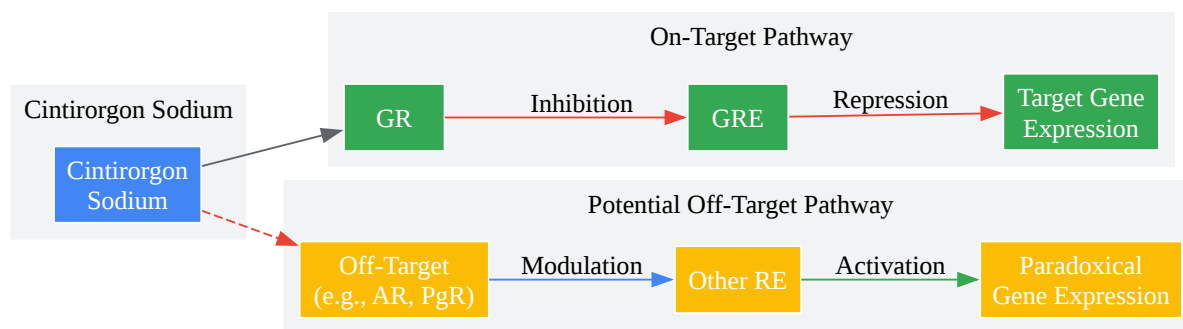 On-Target Pathway
Cintirorgon Sodium
GR
Inhibition
GRE
Repression
Target Gene
Expression
Cintirorgon
Sodium
Potential Off-Target Pathway
Off-Target
(e.g., AR, PgR)
Modulation
Other RE
Activation
Paradoxical
Gene Expression